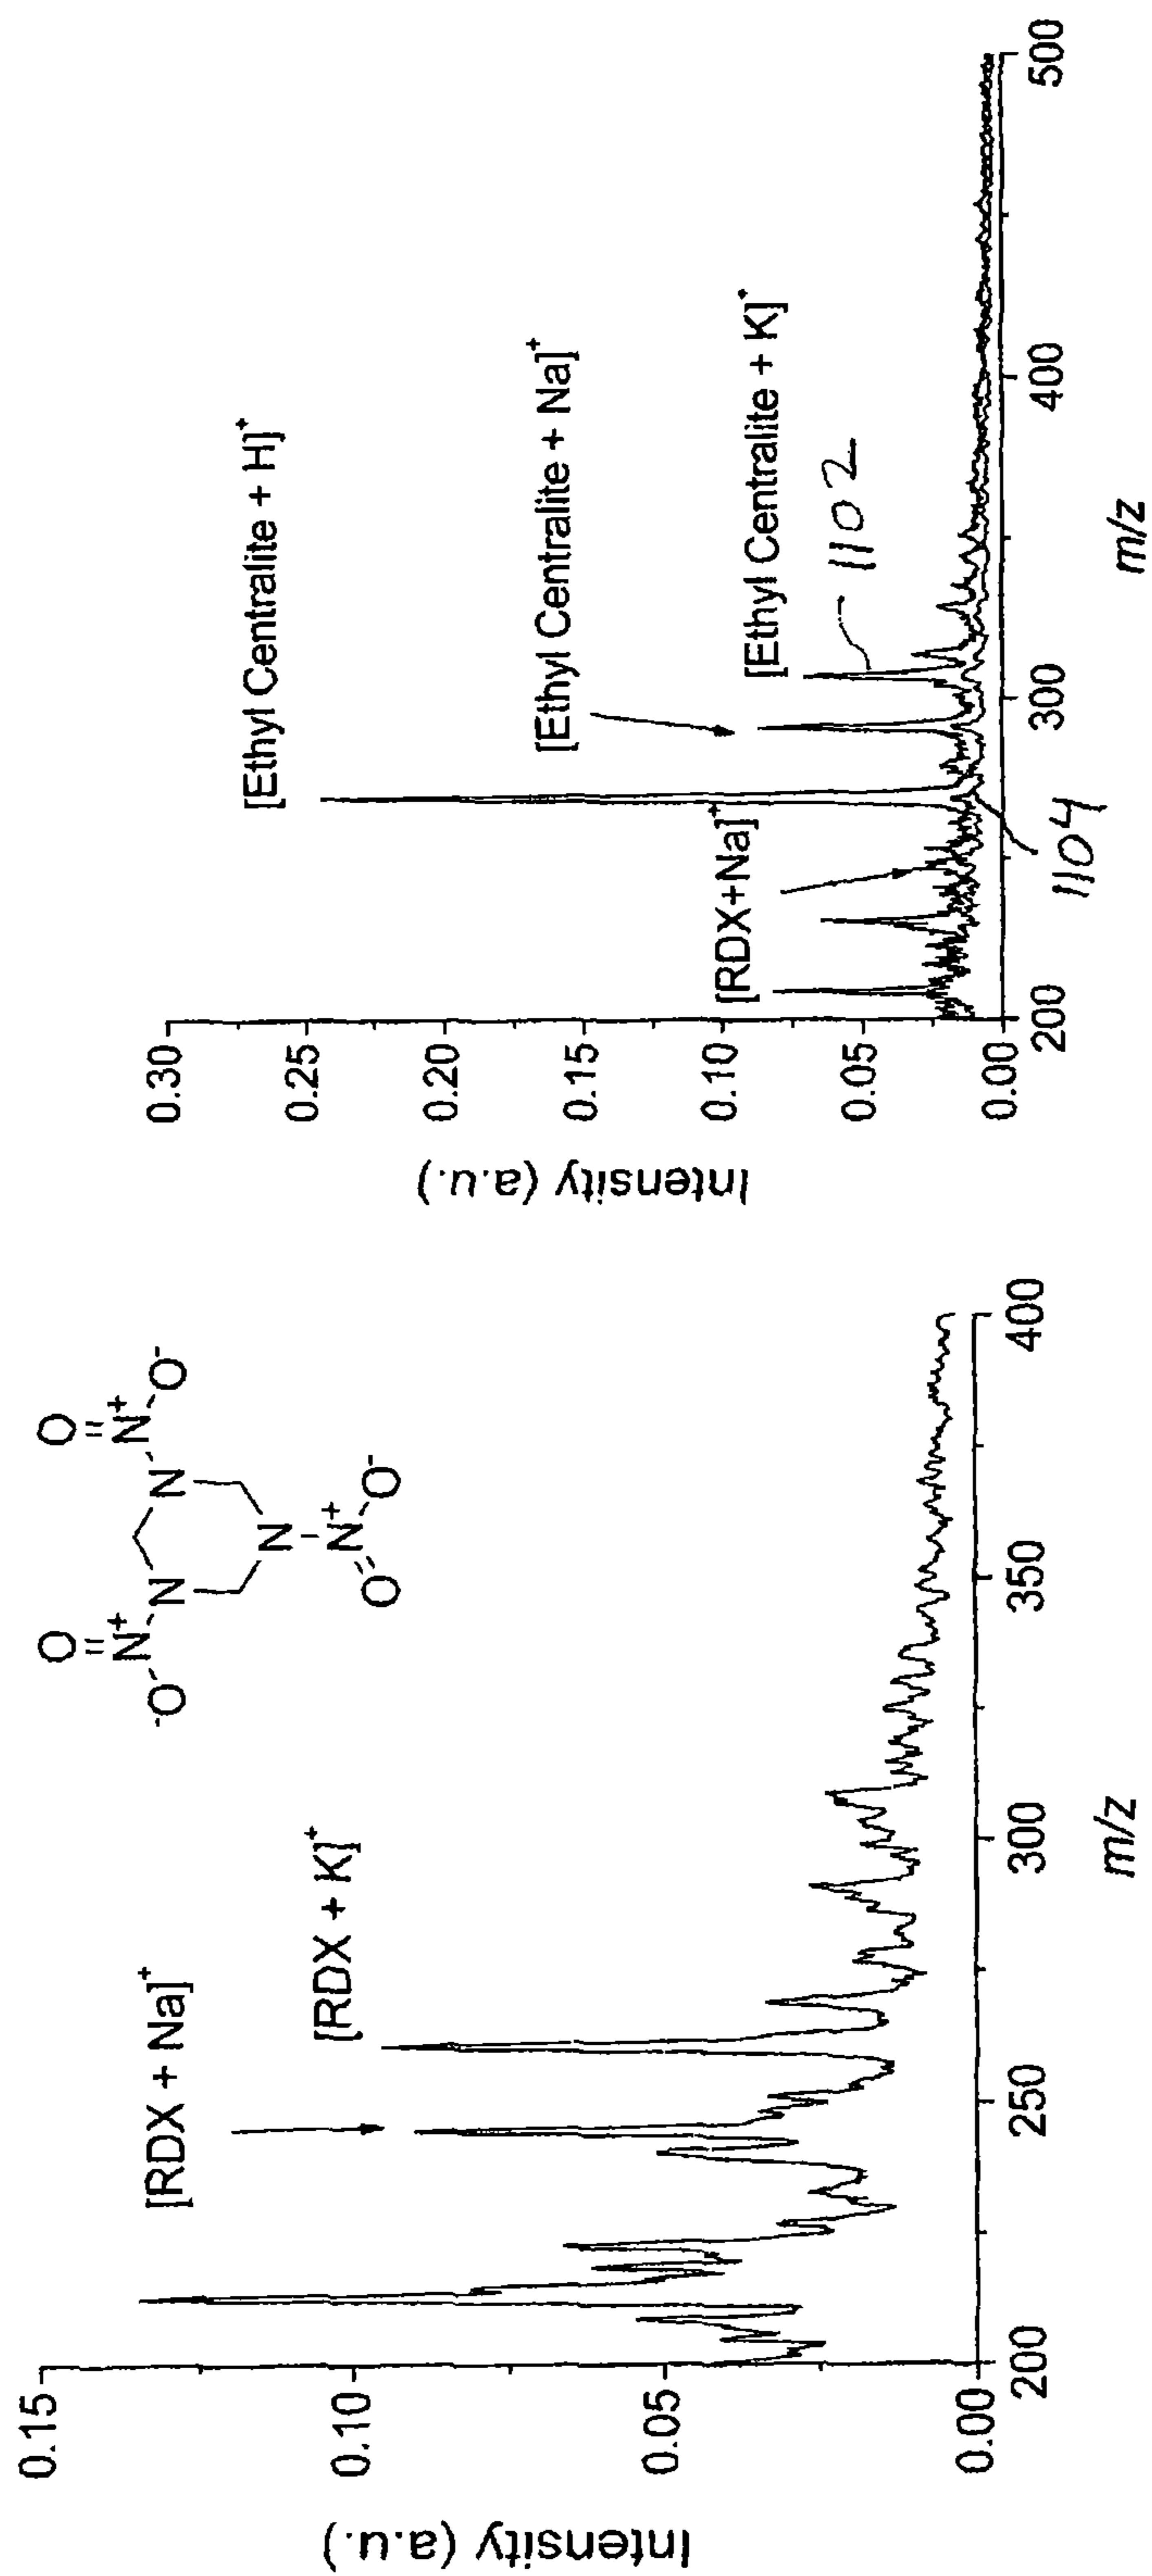 0.15
0.10
0.05
0.00
Intensity (a.u.)
200
250
300
350
400
m/z
[RDX + Na]+
[RDX + K]+
O
N+
O-
N
O
N+
O-
N
N
N+
O
O-
0.30
0.25
0.20
0.15
0.10
0.05
0.00
Intensity (a.u.)
200
300
400
500
m/z
[Ethyl Centralite + H]+
[Ethyl Centralite + Na]+
[Ethyl Centralite + K]+
[RDX+Na]+
1102
1104